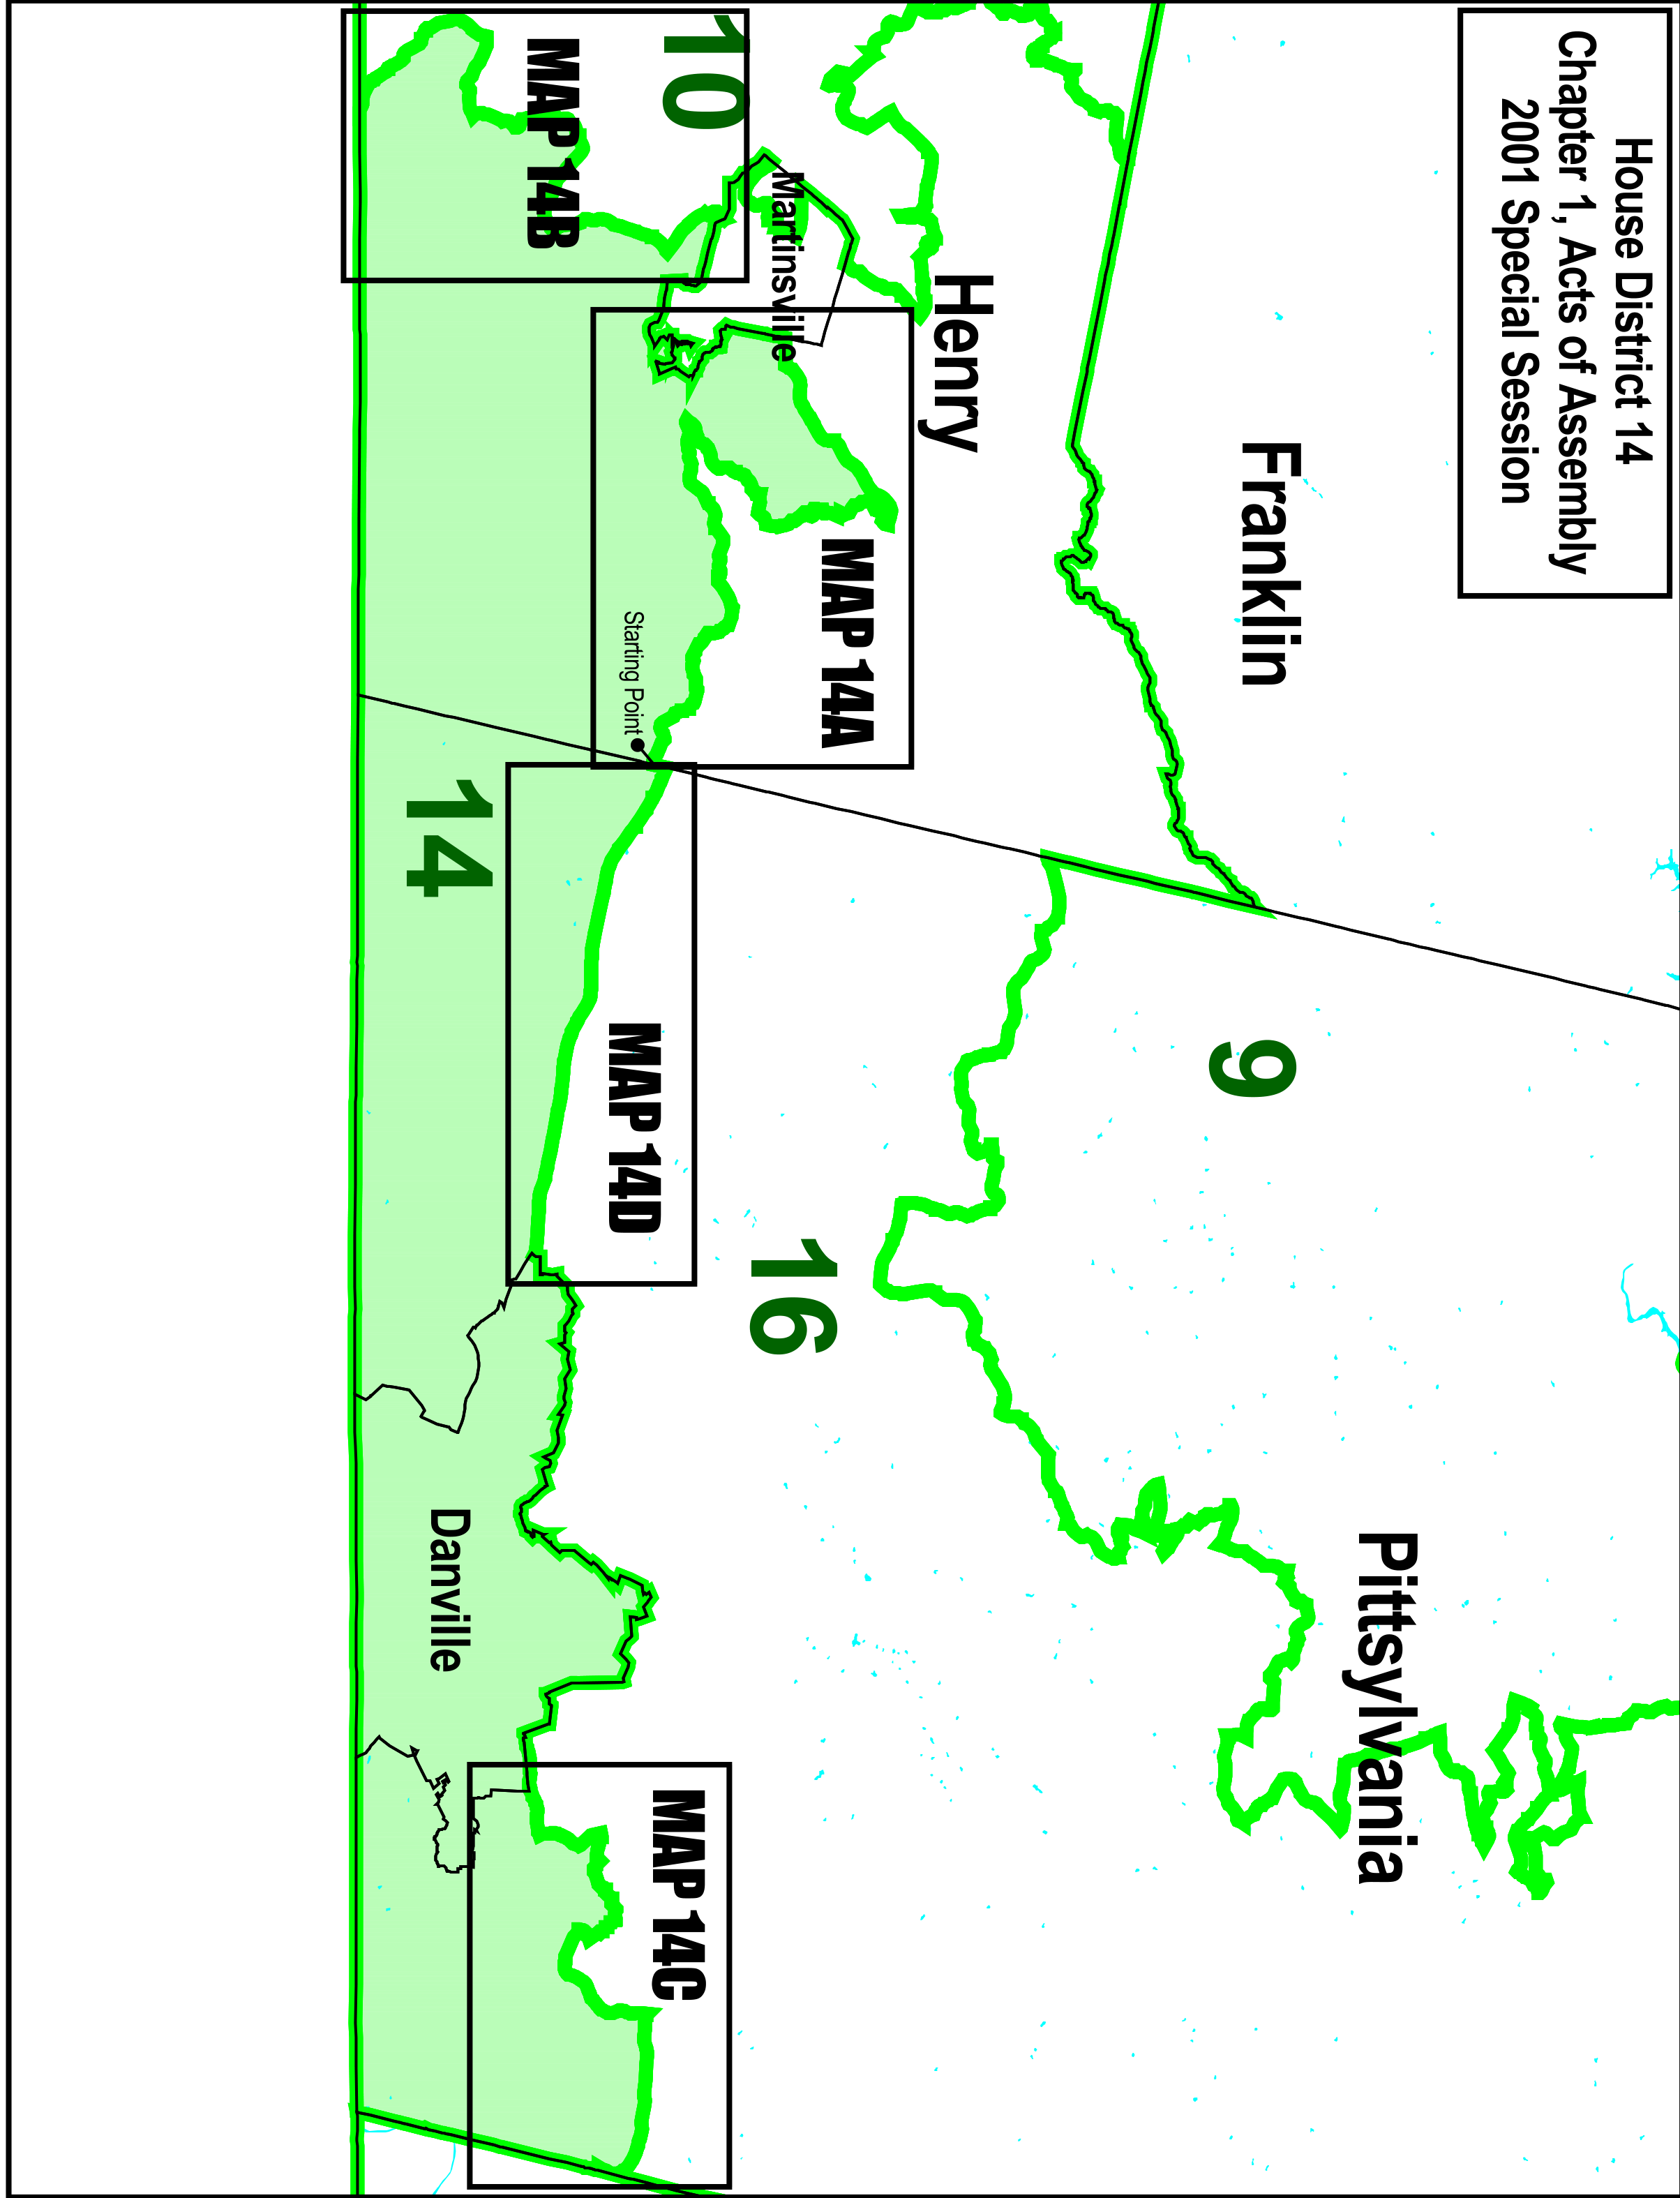 House District 14
Chapter 1, Acts of Assembly
2001 Special Session
Franklin
Henry
Martinsville
10
MAP 14B
MAP 14A
Starting Point
9
Pittsylvania
16
MAP 14D
14
Danville
MAP 14C